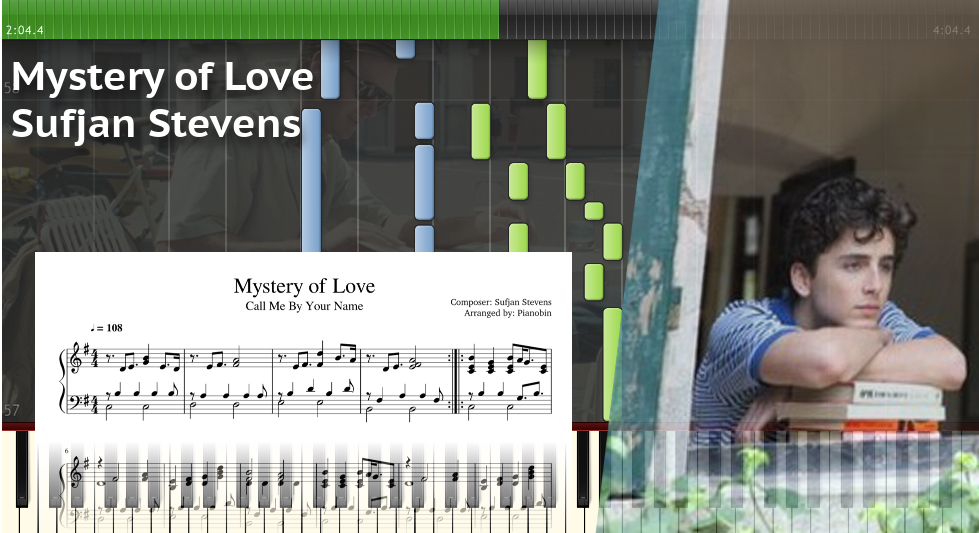 2:04.4
4:04.4
Mystery of Love
Sufjan Stevens
Mystery of Love
Call Me By Your Name
Composer: Sufjan Stevens
Arranged by: Pianobin
♩ = 108
57
6